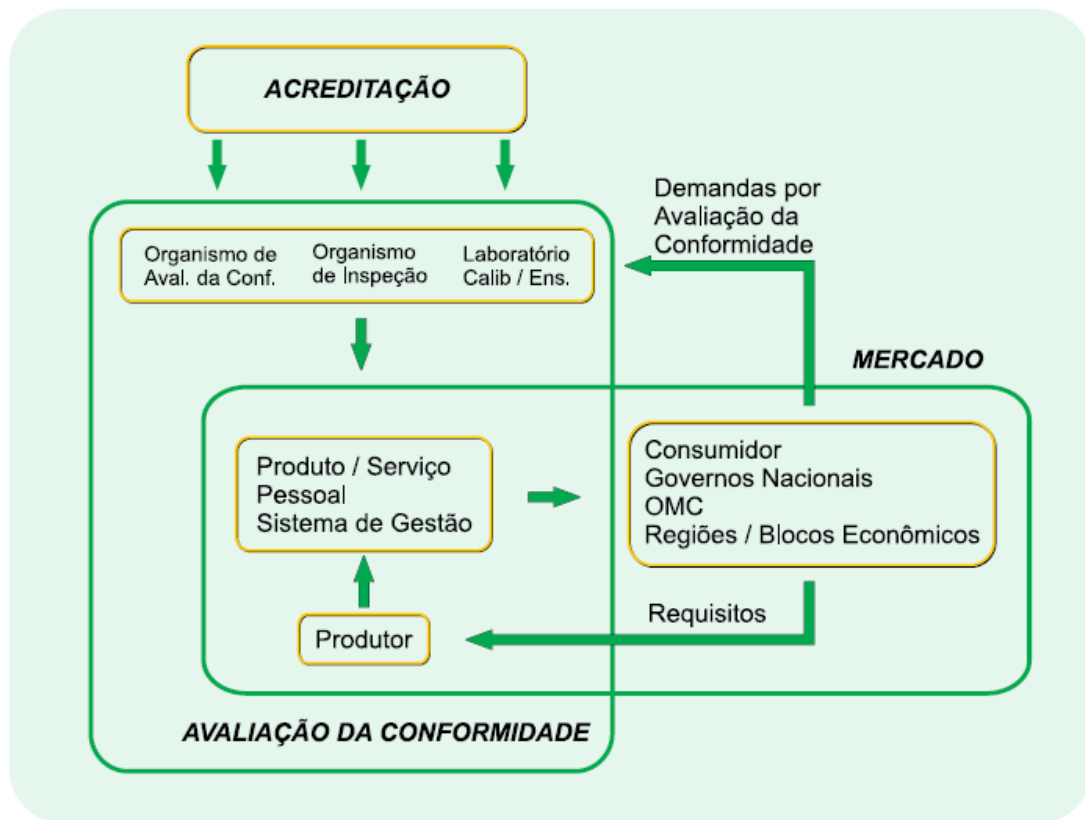 ACREDITAÇÃO
Organismo de
Aval. da Conf.
Organismo
de Inspeção
Laboratório
Calib / Ens.
Demandas por
Avaliação da
Conformidade
MERCADO
Produto / Serviço
Pessoal
Sistema de Gestão
Consumidor
Governos Nacionais
OMC
Regiões / Blocos Econômicos
Requisitos
Produtor
AVALIAÇÃO DA CONFORMIDADE